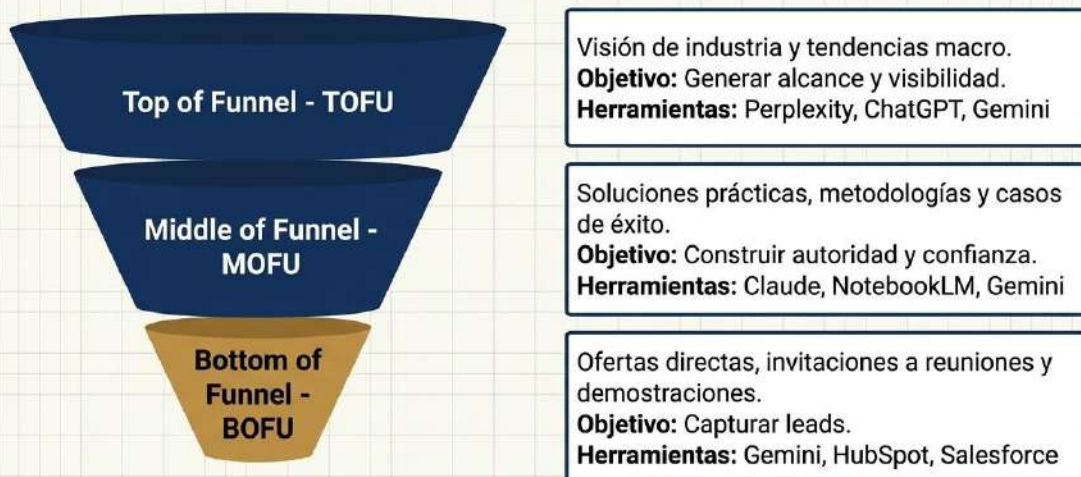 Top of Funnel - TOFU
Visión de industria y tendencias macro.
Objetivo: Generar alcance y visibilidad.
Herramientas: Perplexity, ChatGPT, Gemini
Middle of Funnel -
MOFU
Soluciones prácticas, metodologías y casos
de éxito.
Objetivo: Construir autoridad y confianza.
Herramientas: Claude, NotebookLM, Gemini
Bottom of
Funnel -
BOFU
Ofertas directas, invitaciones a reuniones y
demostraciones.
Objetivo: Capturar leads.
Herramientas: Gemini, HubSpot, Salesforce